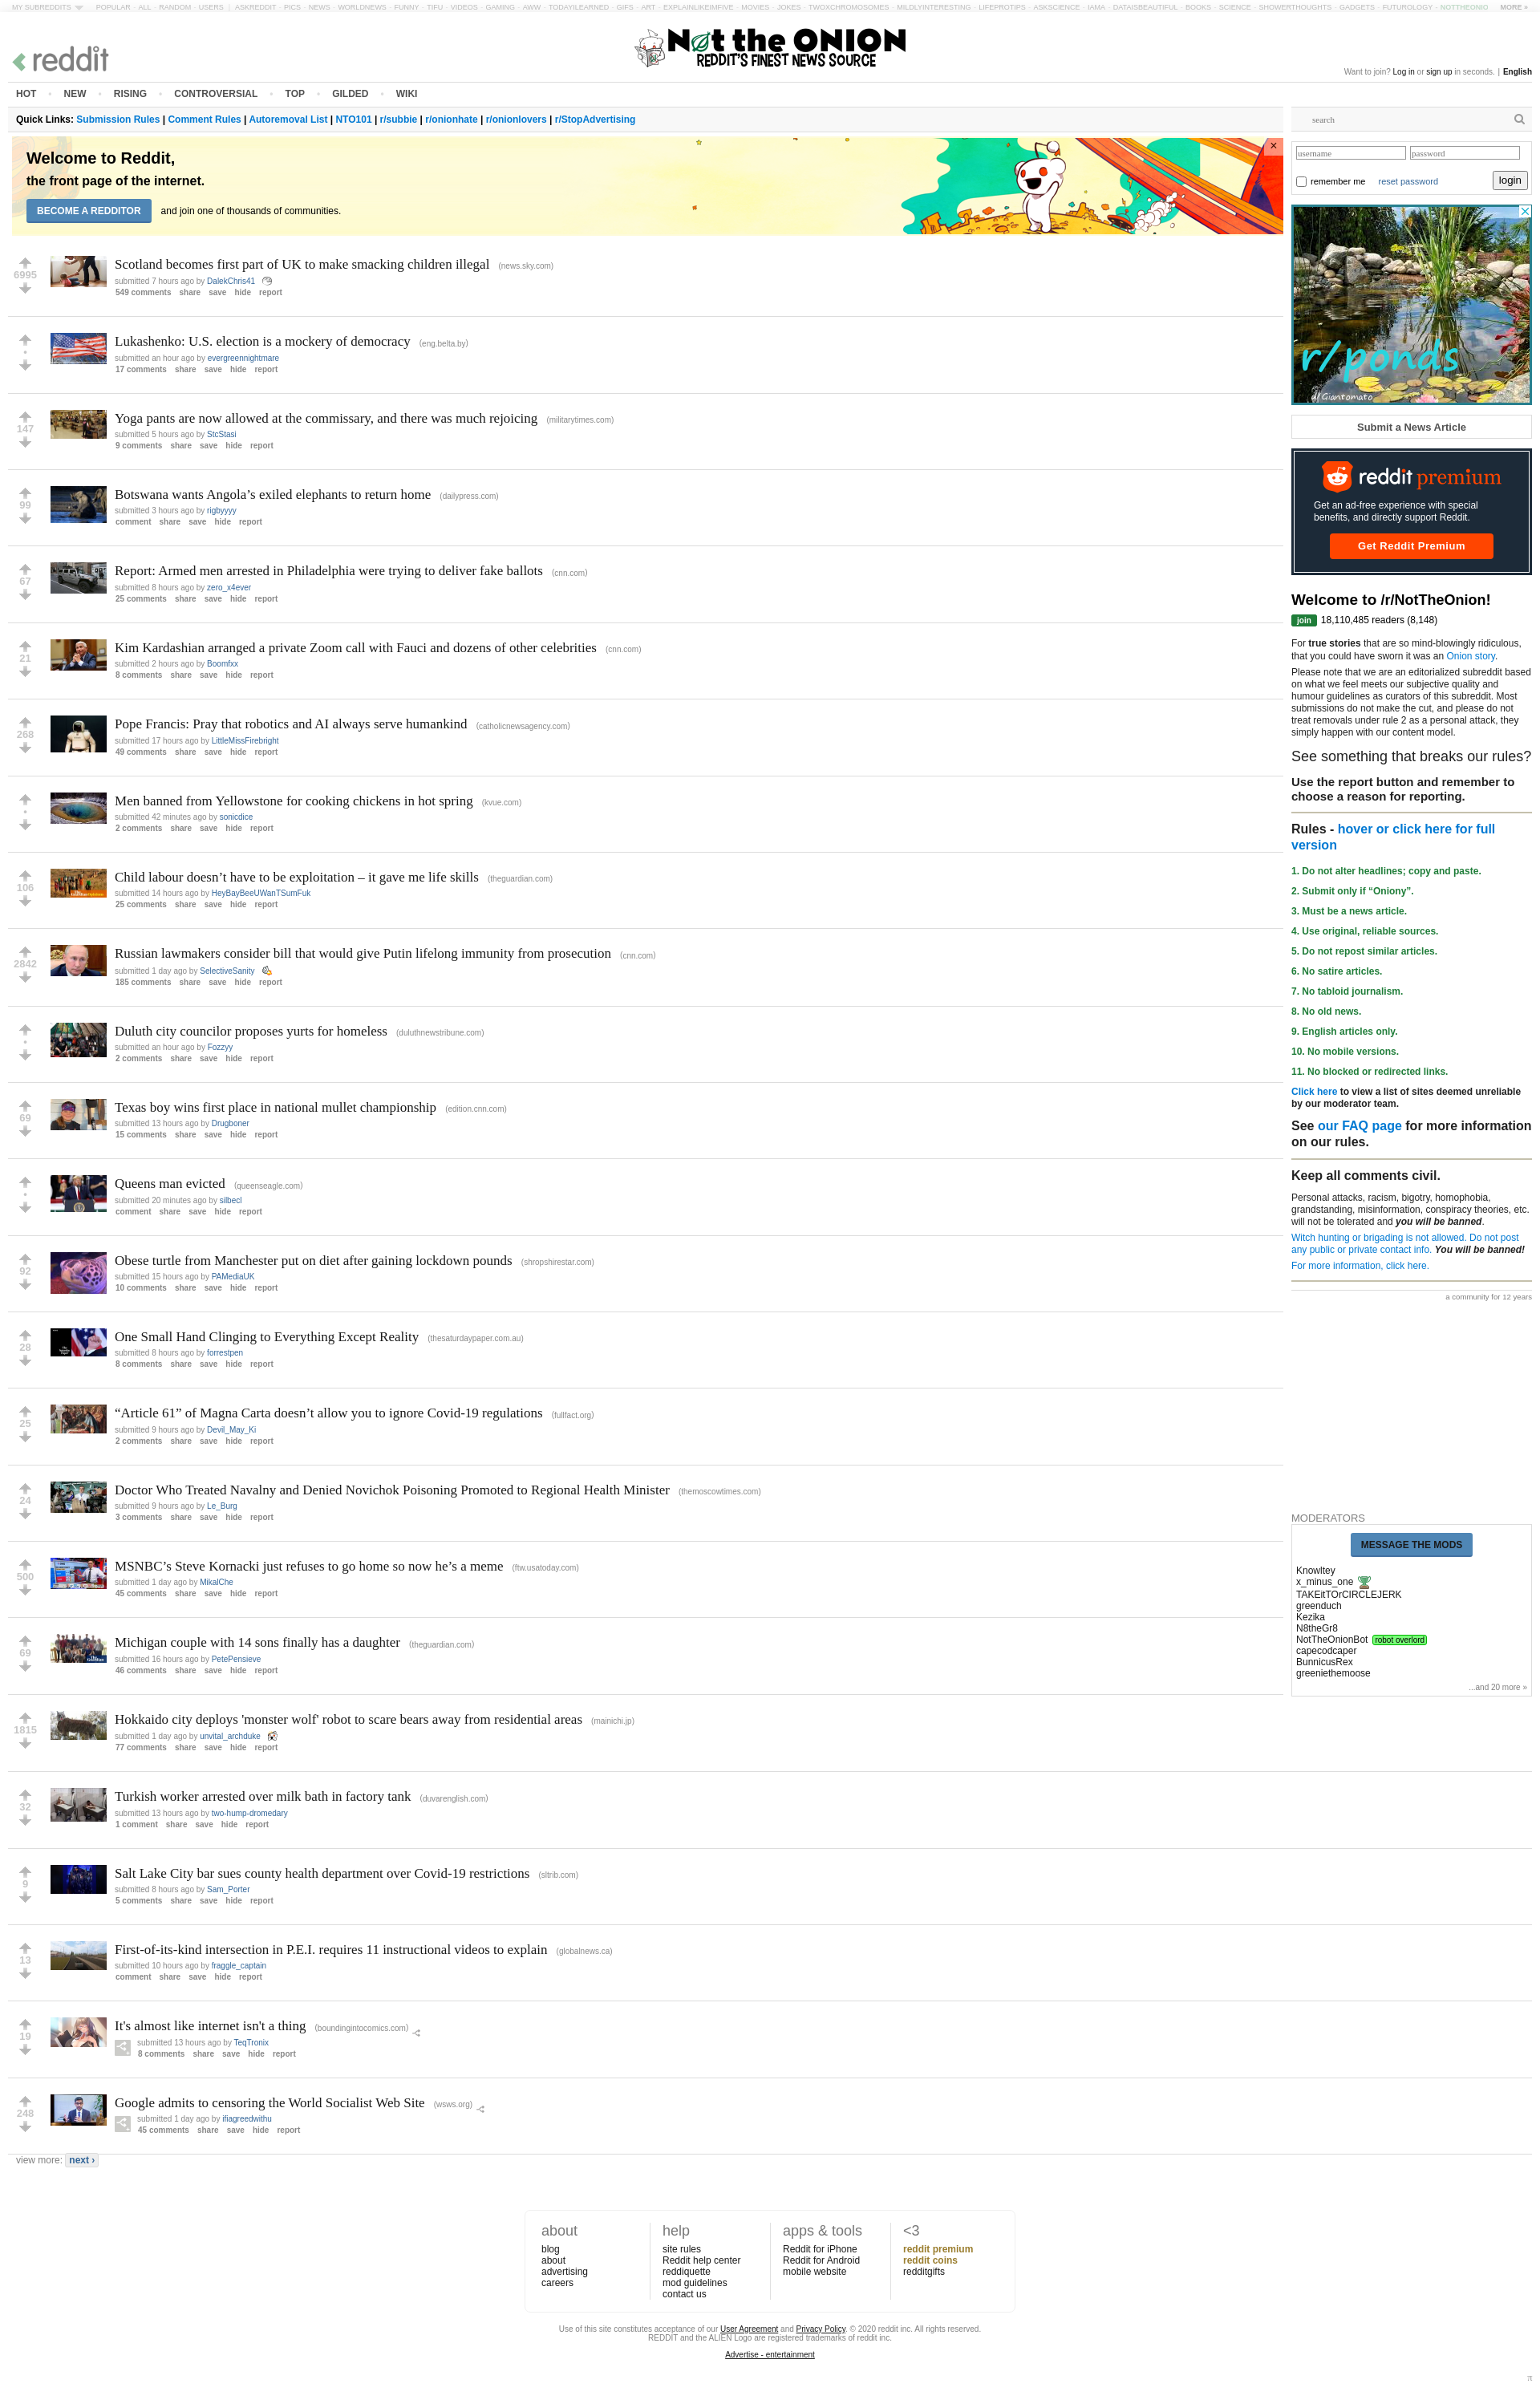 MY SUBREDDITS POPULAR - ALL - RANDOM - USERS | ASKREDDIT - PICS - NEWS - WORLDNEWS - FUNNY - TIFU - VIDEOS - GAMING - AWW - TODAYILEARNED - GIFS - ART - EXPLAINLIKEIMFIVE - MOVIES - JOKES - TWOXCHROMOSOMES - MILDLYINTERESTING - LIFEPROTIPS - ASKSCIENCE - IAMA - DATAISBEAUTIFUL - BOOKS - SCIENCE - SHOWERTHOUGHTS - GADGETS - FUTUROLOGY - NOTTHEONIO MORE »
reddit
Not the ONION
REDDIT'S FINEST NEWS SOURCE
Want to join? Log in or sign up in seconds. | English
HOT • NEW • RISING • CONTROVERSIAL • TOP • GILDED • WIKI
Quick Links: Submission Rules | Comment Rules | Autoremoval List | NTO101 | r/subbie | r/onionhate | r/onionlovers | r/StopAdvertising
Welcome to Reddit,
the front page of the internet.
BECOME A REDDITOR and join one of thousands of communities.
×
6995
Scotland becomes first part of UK to make smacking children illegal (news.sky.com)
submitted 7 hours ago by DalekChris41
549 comments share save hide report
•
Lukashenko: U.S. election is a mockery of democracy (eng.belta.by)
submitted an hour ago by evergreennightmare
17 comments share save hide report
147
Yoga pants are now allowed at the commissary, and there was much rejoicing (militarytimes.com)
submitted 5 hours ago by StcStasi
9 comments share save hide report
99
Botswana wants Angola’s exiled elephants to return home (dailypress.com)
submitted 3 hours ago by rigbyyyy
comment share save hide report
67
Report: Armed men arrested in Philadelphia were trying to deliver fake ballots (cnn.com)
submitted 8 hours ago by zero_x4ever
25 comments share save hide report
21
Kim Kardashian arranged a private Zoom call with Fauci and dozens of other celebrities (cnn.com)
submitted 2 hours ago by Boomfxx
8 comments share save hide report
268
Pope Francis: Pray that robotics and AI always serve humankind (catholicnewsagency.com)
submitted 17 hours ago by LittleMissFirebright
49 comments share save hide report
•
Men banned from Yellowstone for cooking chickens in hot spring (kvue.com)
submitted 42 minutes ago by sonicdice
2 comments share save hide report
106
Child labour doesn’t have to be exploitation – it gave me life skills (theguardian.com)
submitted 14 hours ago by HeyBayBeeUWanTSumFuk
25 comments share save hide report
2842
Russian lawmakers consider bill that would give Putin lifelong immunity from prosecution (cnn.com)
submitted 1 day ago by SelectiveSanity
185 comments share save hide report
•
Duluth city councilor proposes yurts for homeless (duluthnewstribune.com)
submitted an hour ago by Fozzyy
2 comments share save hide report
69
Texas boy wins first place in national mullet championship (edition.cnn.com)
submitted 13 hours ago by Drugboner
15 comments share save hide report
•
Queens man evicted (queenseagle.com)
submitted 20 minutes ago by silbecl
comment share save hide report
92
Obese turtle from Manchester put on diet after gaining lockdown pounds (shropshirestar.com)
submitted 15 hours ago by PAMediaUK
10 comments share save hide report
28
One Small Hand Clinging to Everything Except Reality (thesaturdaypaper.com.au)
submitted 8 hours ago by forrestpen
8 comments share save hide report
25
“Article 61” of Magna Carta doesn’t allow you to ignore Covid-19 regulations (fullfact.org)
submitted 9 hours ago by Devil_May_Ki
2 comments share save hide report
24
Doctor Who Treated Navalny and Denied Novichok Poisoning Promoted to Regional Health Minister (themoscowtimes.com)
submitted 9 hours ago by Le_Burg
3 comments share save hide report
500
MSNBC’s Steve Kornacki just refuses to go home so now he’s a meme (ftw.usatoday.com)
submitted 1 day ago by MikalChe
45 comments share save hide report
69
Michigan couple with 14 sons finally has a daughter (theguardian.com)
submitted 16 hours ago by PetePensieve
46 comments share save hide report
1815
Hokkaido city deploys 'monster wolf' robot to scare bears away from residential areas (mainichi.jp)
submitted 1 day ago by unvital_archduke
77 comments share save hide report
32
Turkish worker arrested over milk bath in factory tank (duvarenglish.com)
submitted 13 hours ago by two-hump-dromedary
1 comment share save hide report
9
Salt Lake City bar sues county health department over Covid-19 restrictions (sltrib.com)
submitted 8 hours ago by Sam_Porter
5 comments share save hide report
13
First-of-its-kind intersection in P.E.I. requires 11 instructional videos to explain (globalnews.ca)
submitted 10 hours ago by fraggle_captain
comment share save hide report
19
It's almost like internet isn't a thing (boundingintocomics.com)
submitted 13 hours ago by TeqTronix
8 comments share save hide report
248
Google admits to censoring the World Socialist Web Site (wsws.org)
submitted 1 day ago by ifiagreedwithu
45 comments share save hide report
view more: next ›
search
username password
remember me reset password login
r/ponds
u/Giantomato
Submit a News Article
reddit premium
Get an ad-free experience with special
benefits, and directly support Reddit.
Get Reddit Premium
Welcome to /r/NotTheOnion!
join 18,110,485 readers (8,148)
For true stories that are so mind-blowingly ridiculous,
that you could have sworn it was an Onion story.
Please note that we are an editorialized subreddit based
on what we feel meets our subjective quality and
humour guidelines as curators of this subreddit. Most
submissions do not make the cut, and please do not
treat removals under rule 2 as a personal attack, they
simply happen with our content model.
See something that breaks our rules?
Use the report button and remember to
choose a reason for reporting.
Rules - hover or click here for full
version
1. Do not alter headlines; copy and paste.
2. Submit only if “Oniony”.
3. Must be a news article.
4. Use original, reliable sources.
5. Do not repost similar articles.
6. No satire articles.
7. No tabloid journalism.
8. No old news.
9. English articles only.
10. No mobile versions.
11. No blocked or redirected links.
Click here to view a list of sites deemed unreliable
by our moderator team.
See our FAQ page for more information
on our rules.
Keep all comments civil.
Personal attacks, racism, bigotry, homophobia,
grandstanding, misinformation, conspiracy theories, etc.
will not be tolerated and you will be banned.
Witch hunting or brigading is not allowed. Do not post
any public or private contact info. You will be banned!
For more information, click here.
a community for 12 years
MODERATORS
MESSAGE THE MODS
Knowltey
x_minus_one
TAKEitTOrCIRCLEJERK
greenduch
Kezika
N8theGr8
NotTheOnionBot robot overlord
capecodcaper
BunnicusRex
greeniethemoose
...and 20 more »
about
blog
about
advertising
careers
help
site rules
Reddit help center
reddiquette
mod guidelines
contact us
apps & tools
Reddit for iPhone
Reddit for Android
mobile website
<3
reddit premium
reddit coins
redditgifts
Use of this site constitutes acceptance of our User Agreement and Privacy Policy. © 2020 reddit inc. All rights reserved.
REDDIT and the ALIEN Logo are registered trademarks of reddit inc.
Advertise - entertainment
π